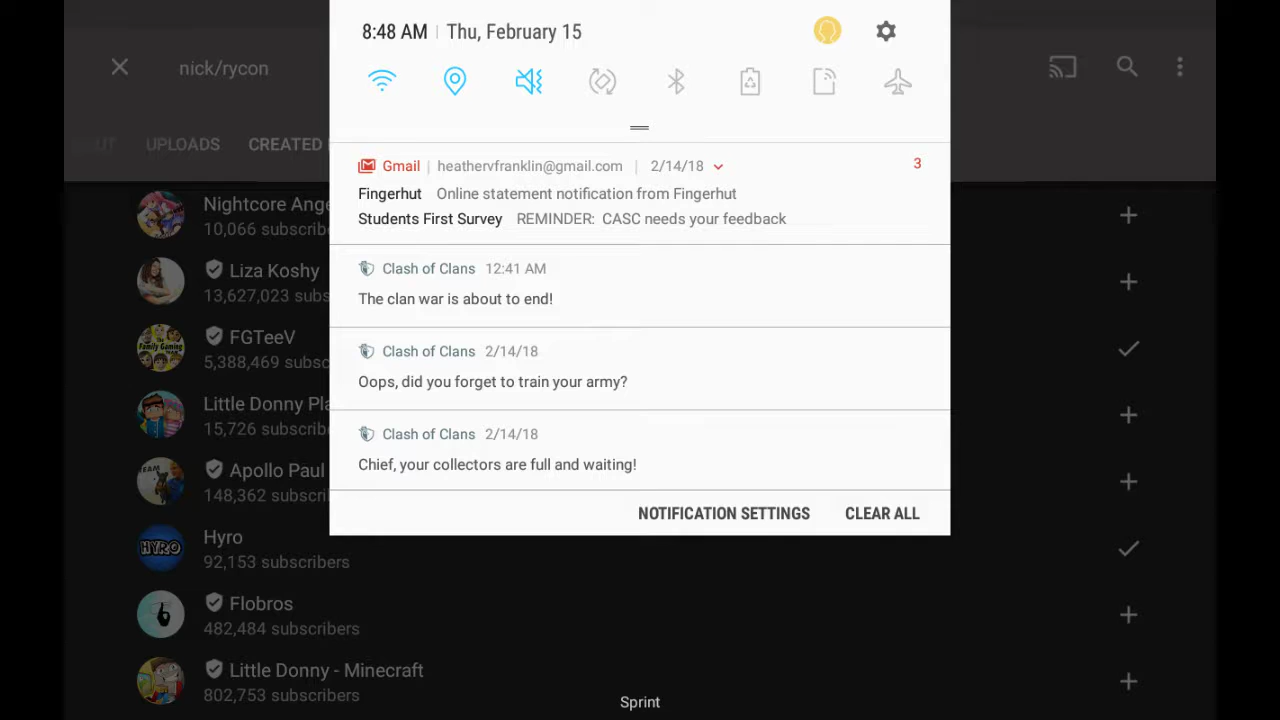 8:48 AM | Thu, February 15
nick/rycon
UPLOADS
CREATED
Gmail | heathervfranklin@gmail.com | 2/14/18
3
Fingerhut Online statement notification from Fingerhut
Students First Survey REMINDER: CASC needs your feedback
Clash of Clans 12:41 AM
The clan war is about to end!
Clash of Clans 2/14/18
Oops, did you forget to train your army?
Clash of Clans 2/14/18
Chief, your collectors are full and waiting!
NOTIFICATION SETTINGS
CLEAR ALL
Nightcore Ange
10,066 subscribe
Liza Koshy
13,627,023 subs
FGTeeV
5,388,469 subscrib
Little Donny Pla
15,726 subscribe
Apollo Paul
148,362 subscri
HYRO
Hyro
92,153 subscribers
Flobros
482,484 subscribers
Little Donny - Minecraft
802,753 subscribers
Sprint